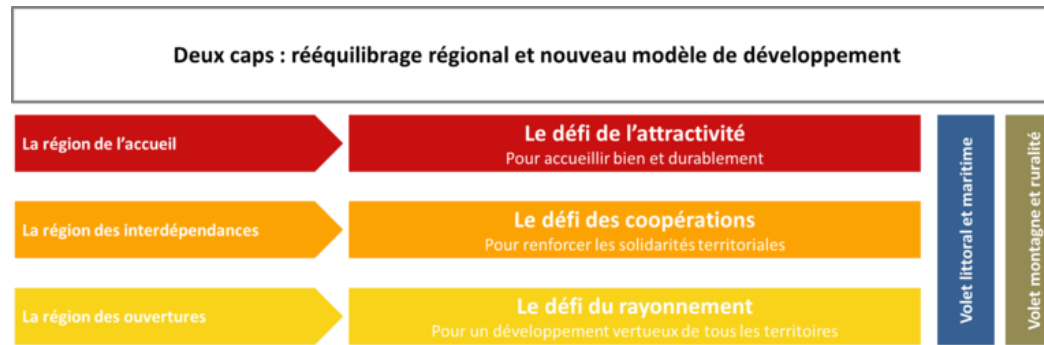 Deux caps : rééquilibrage régional et nouveau modèle de développement
La région de l'accueil
Le défi de l'attractivité
Pour accueillir bien et durablement
La région des interdépendances
Le défi des coopérations
Pour renforcer les solidarités territoriales
La région des ouvertures
Le défi du rayonnement
Pour un développement vertueux de tous les territoires
Volet littoral et maritime
Volet montagne et ruralité